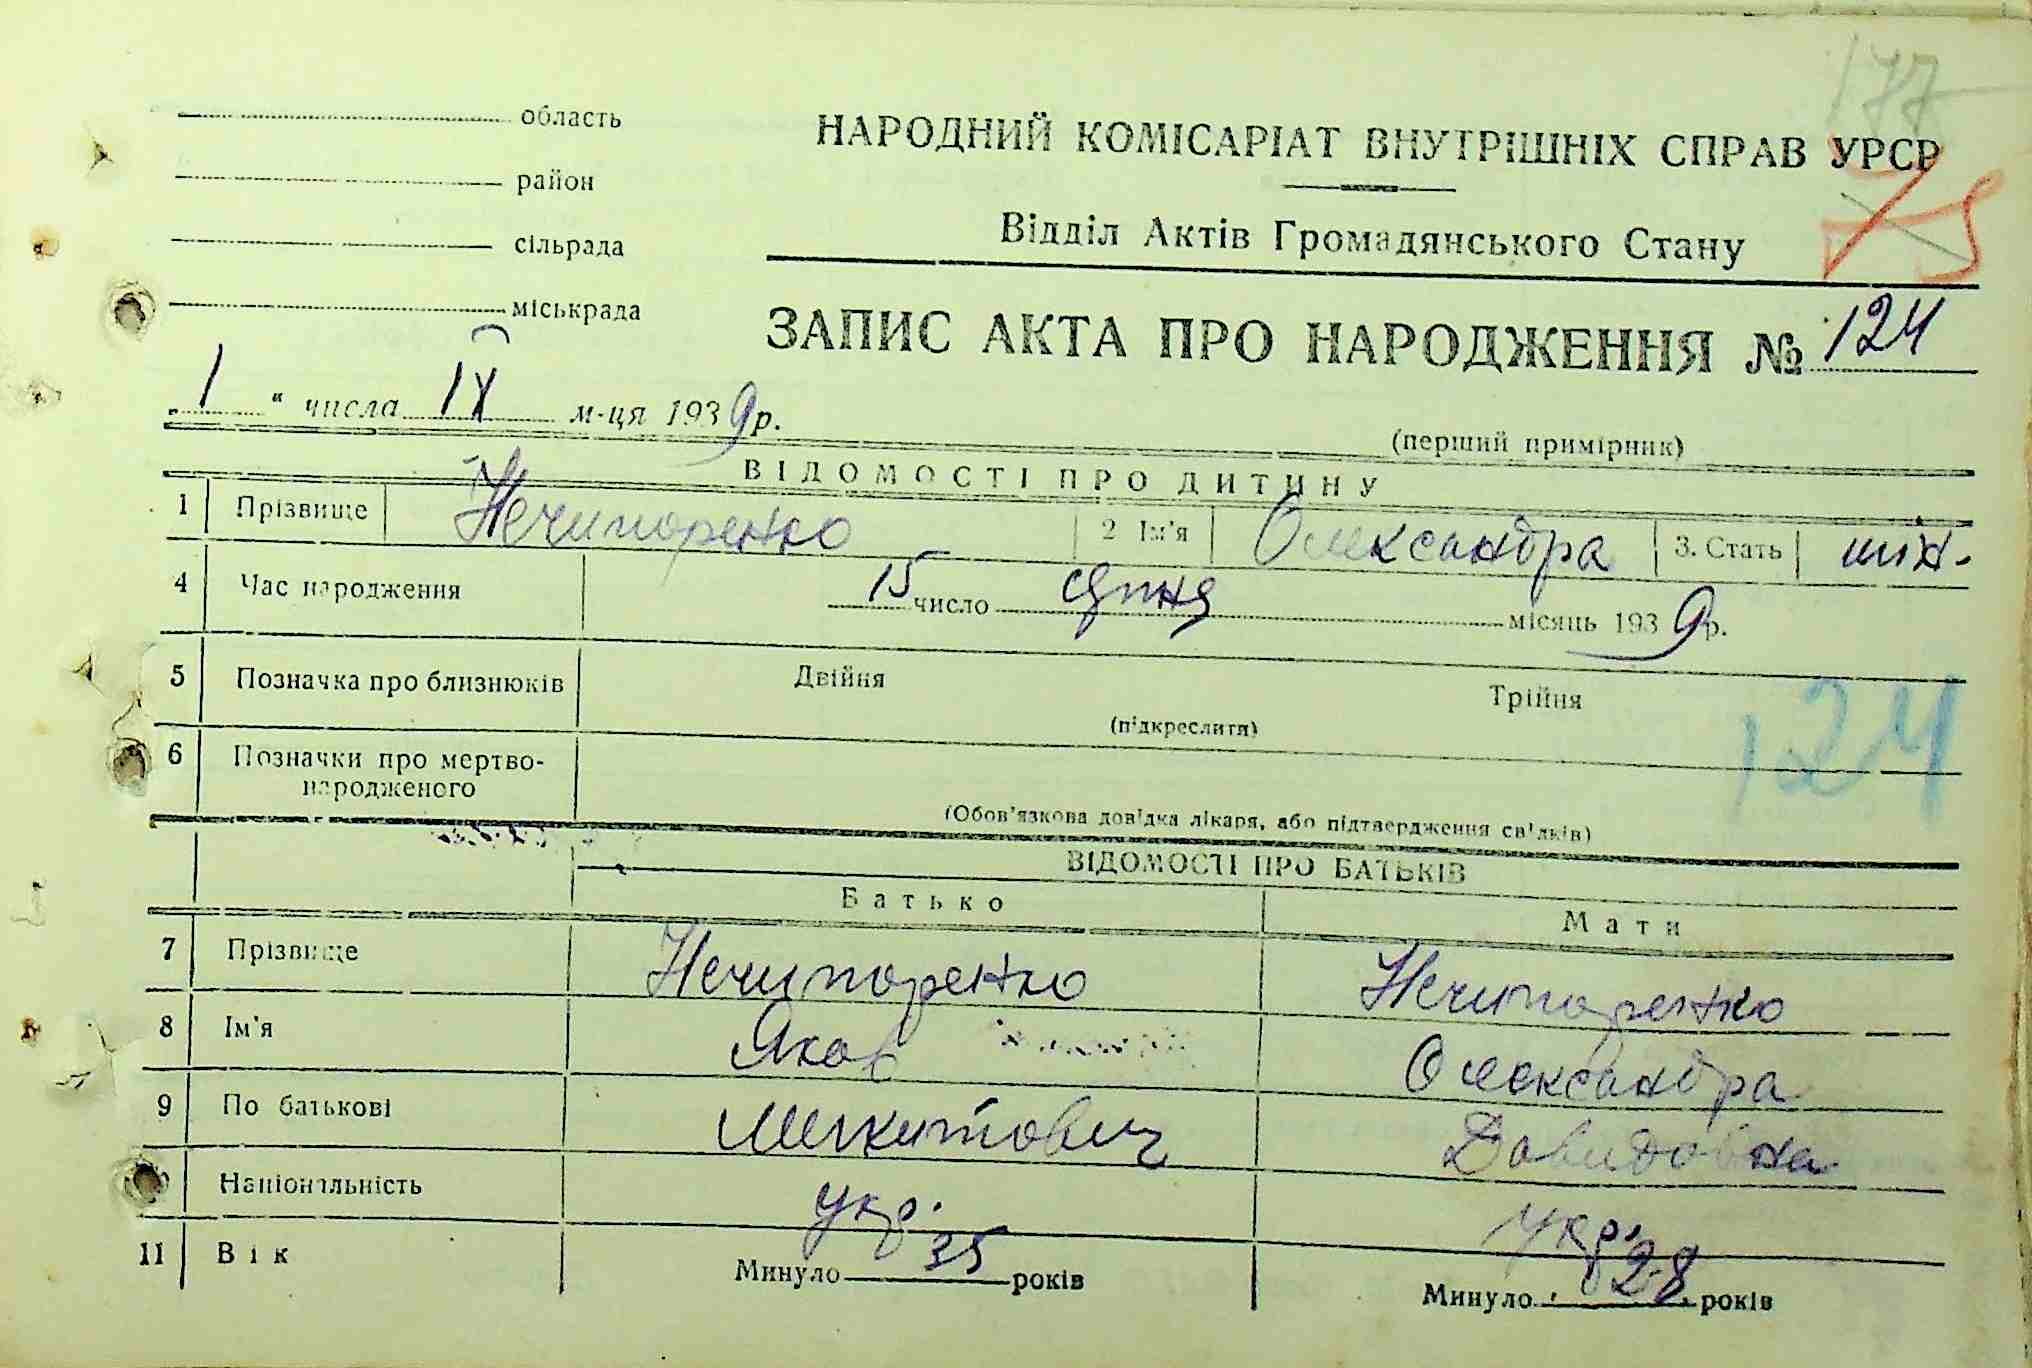 177
область
район
сільрада
міськрада
НАРОДНИЙ КОМІСАРІАТ ВНУТРІШНІХ СПРАВ УРСР
Відділ Актів Громадянського Стану
ЗАПИС АКТА ПРО НАРОДЖЕННЯ № 124
1 " числа IX м-ця 1939 р.
(перший примірник)
ВІДОМОСТІ ПРО ДИТИНУ
1 Прізвище Нечипоренко 2 Ім'я Олександра 3. Стать жін.
4 Час народження 15 число серпня місяць 1939 р.
5 Позначка про близнюків Двійня Трійня
(підкреслити)
124
6 Позначки про мертво-
народженого
(Обов'язкова довідка лікаря, або підтвердження свідків)
ВІДОМОСТІ ПРО БАТЬКІВ
Батько Мати
7 Прізвище Нечипоренко Нечипоренко
8 Ім'я Яков Олександра
9 По батькові Микитович Давидовна
Національність укр. укр.
11 Вік Минуло 35 років Минуло 28 років